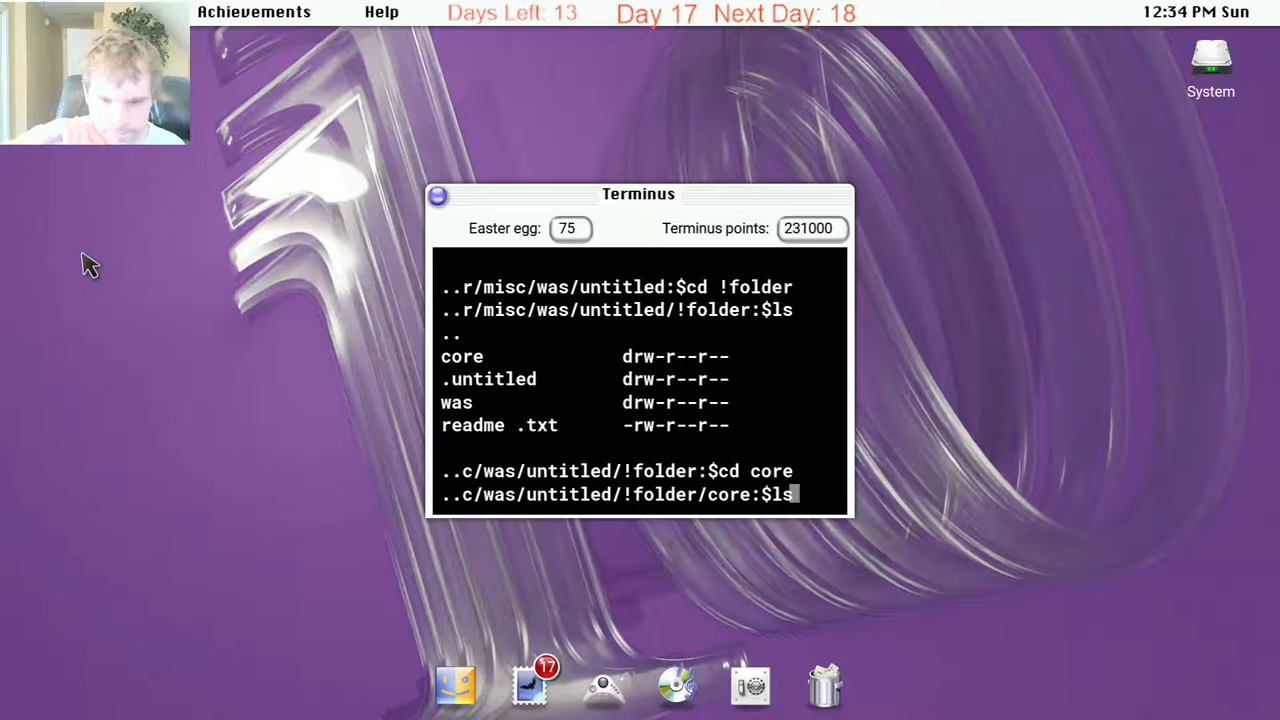 Achievements Help Days Left: 13 Day 17 Next Day: 18 12:34 PM Sun
System
Terminus
Easter egg: 75 Terminus points: 231000
..r/misc/was/untitled:$cd !folder
..r/misc/was/untitled/!folder:$ls
..
core drw-r--r--
.untitled drw-r--r--
was drw-r--r--
readme .txt -rw-r--r--
..c/was/untitled/!folder:$cd core
..c/was/untitled/!folder/core:$ls
17